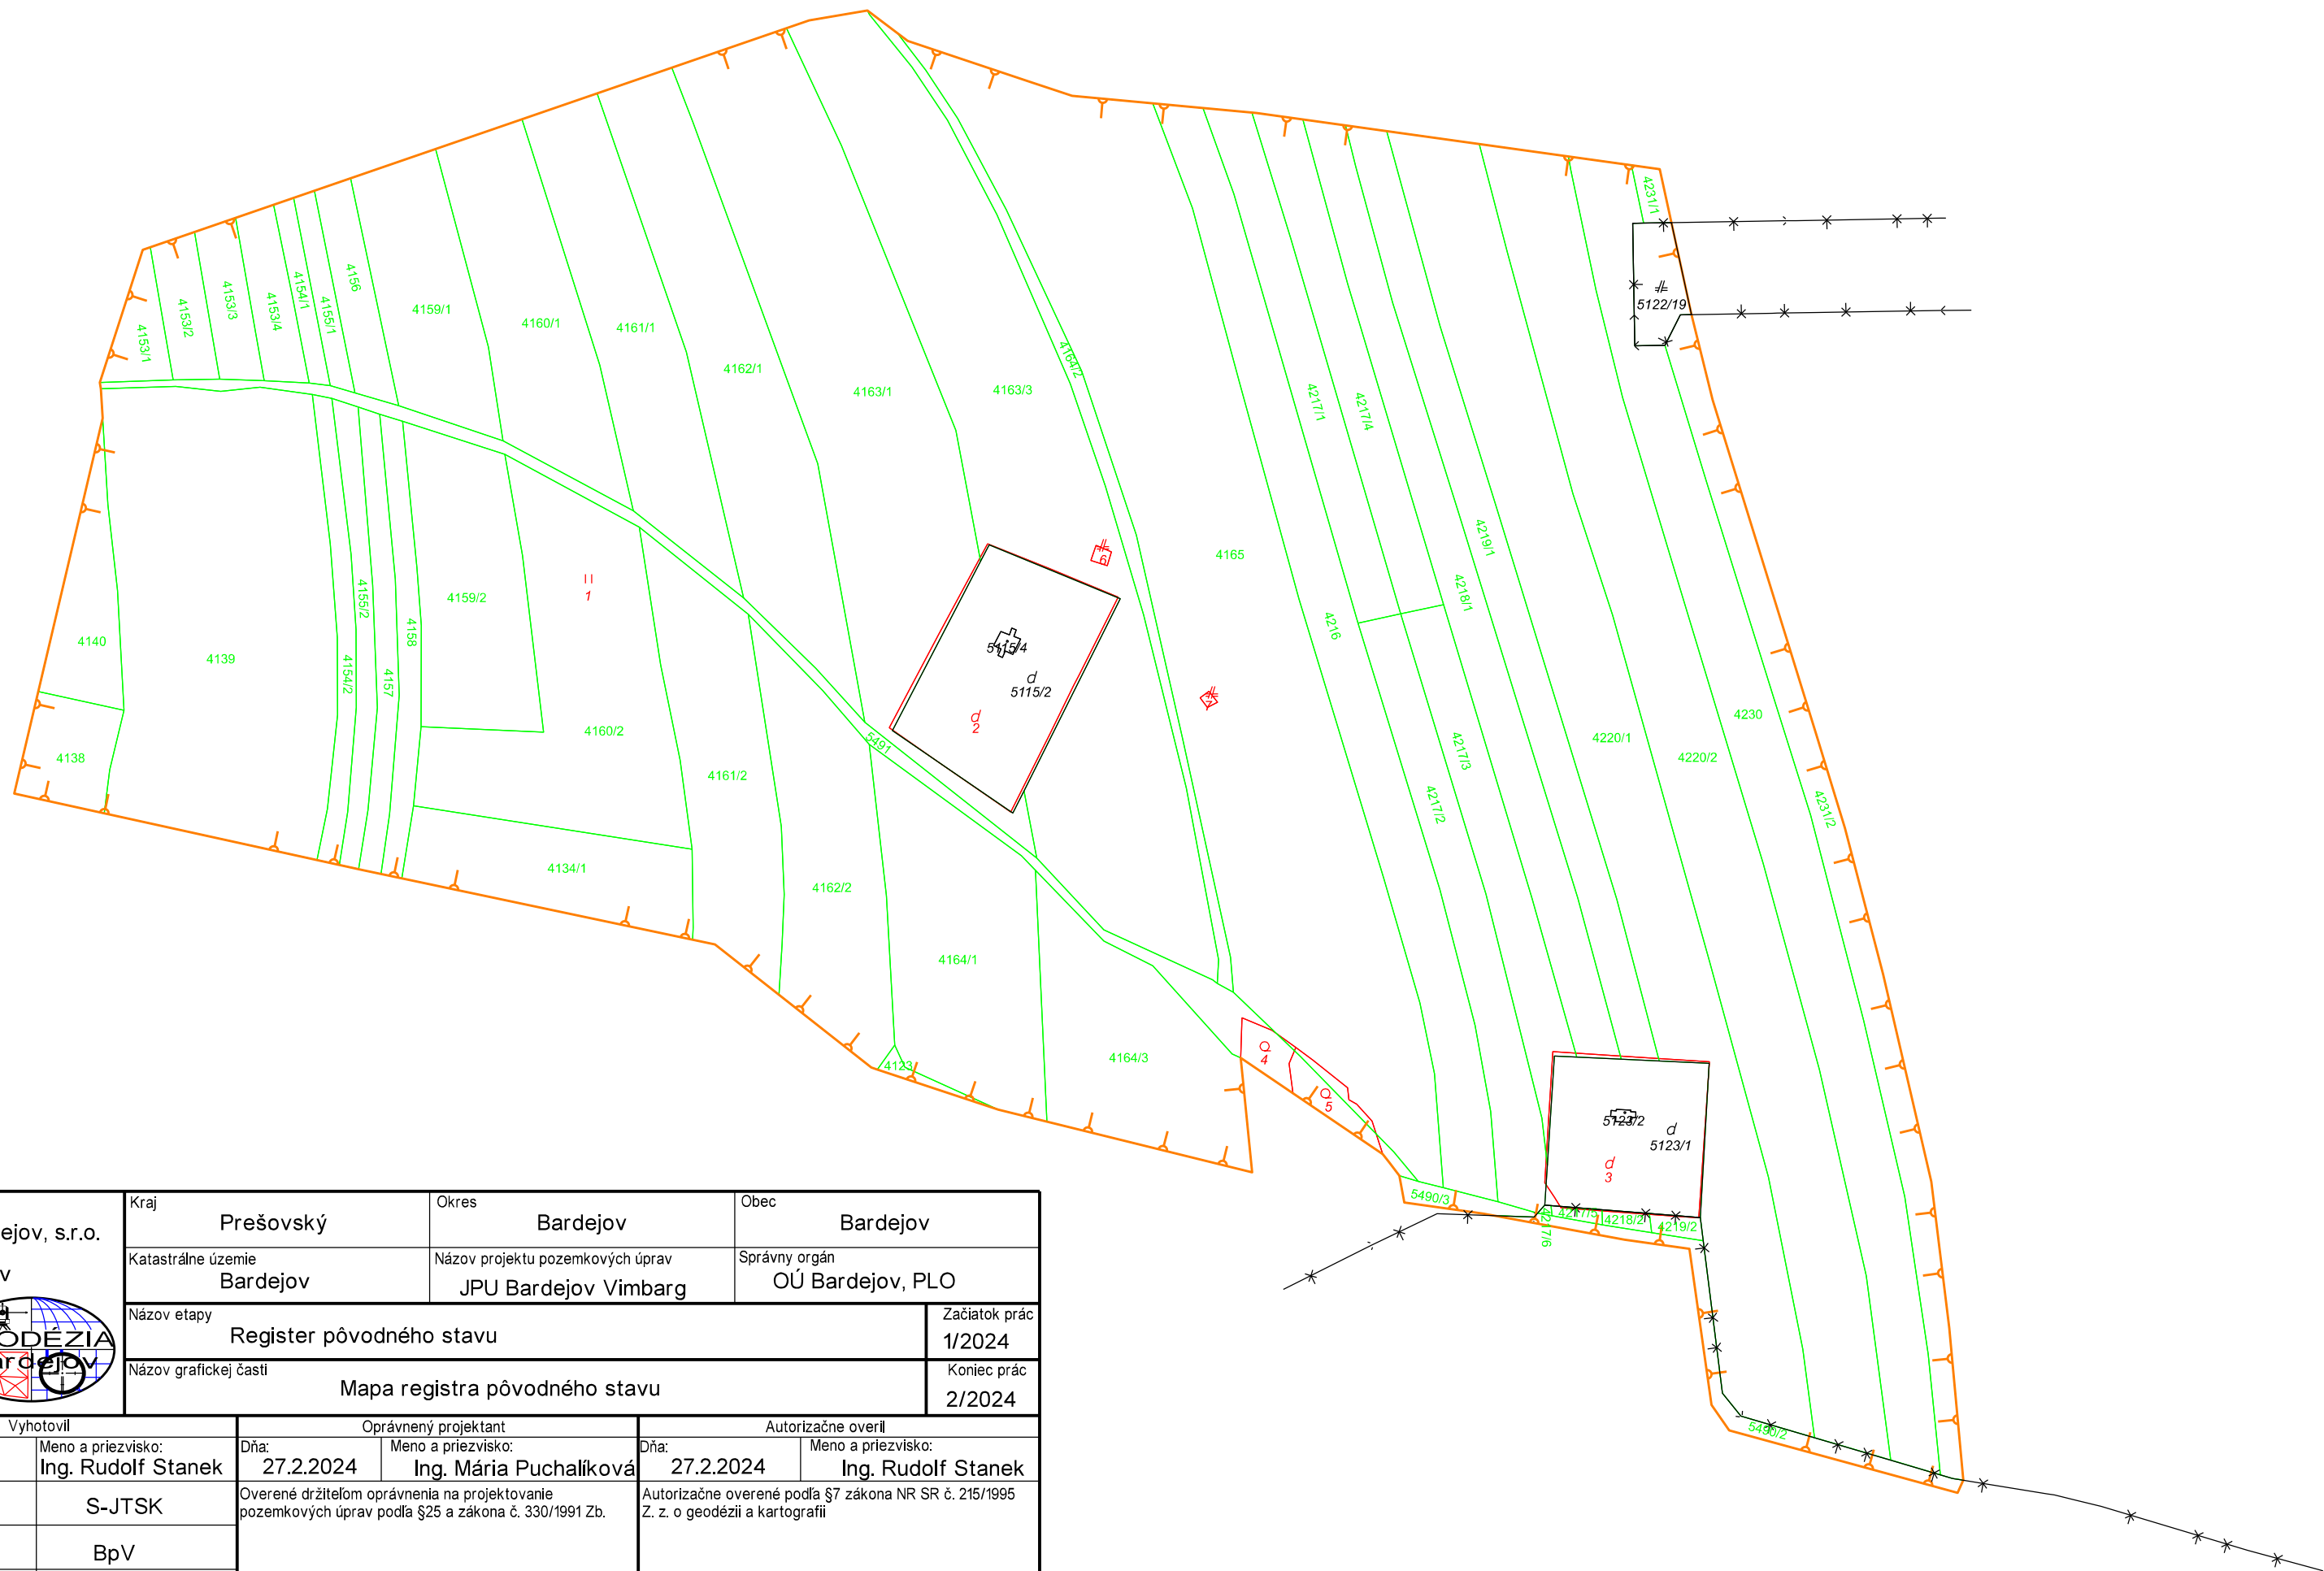 4231/1
5122/19
4156
4154/1
4155/1
4153/4
4153/3
4153/2
4153/1
4159/1
4160/1
4161/1
4162/1
4163/1
4163/3
4164/2
4217/1
4217/4
4165
4219/1
4218/1
4216
1
4159/2
4155/2
4158
4140
4139
4154/2
4157
5115/4
d
5115/2
d
2
4160/2
5491
4161/2
4138
4220/1
4230
4220/2
4217/3
4217/2
4231/2
4134/1
4162/2
4164/1
4164/3
4123
4
5
5123/2
d
5123/1
d
3
5490/3
4217/5
4218/2
4219/2
4217/6
5490/2
Kraj
Prešovský
Okres
Bardejov
Obec
Bardejov
ejov, s.r.o.
v
Katastrálne územie
Bardejov
Názov projektu pozemkových úprav
JPU Bardejov Vimbarg
Správny orgán
OÚ Bardejov, PLO
Názov etapy
Register pôvodného stavu
Začiatok prác
1/2024
ODÉZIA
ardejov
Názov grafickej časti
Mapa registra pôvodného stavu
Koniec prác
2/2024
Vyhotovil
Oprávnený projektant
Autorizačne overil
Meno a priezvisko:
Ing. Rudolf Stanek
Dňa:
27.2.2024
Meno a priezvisko:
Ing. Mária Puchalíková
Dňa:
27.2.2024
Meno a priezvisko:
Ing. Rudolf Stanek
S-JTSK
Overené držiteľom oprávnenia na projektovanie
pozemkových úprav podľa §25 a zákona č. 330/1991 Zb.
Autorizačne overené podľa §7 zákona NR SR č. 215/1995
Z. z. o geodézii a kartografii
BpV